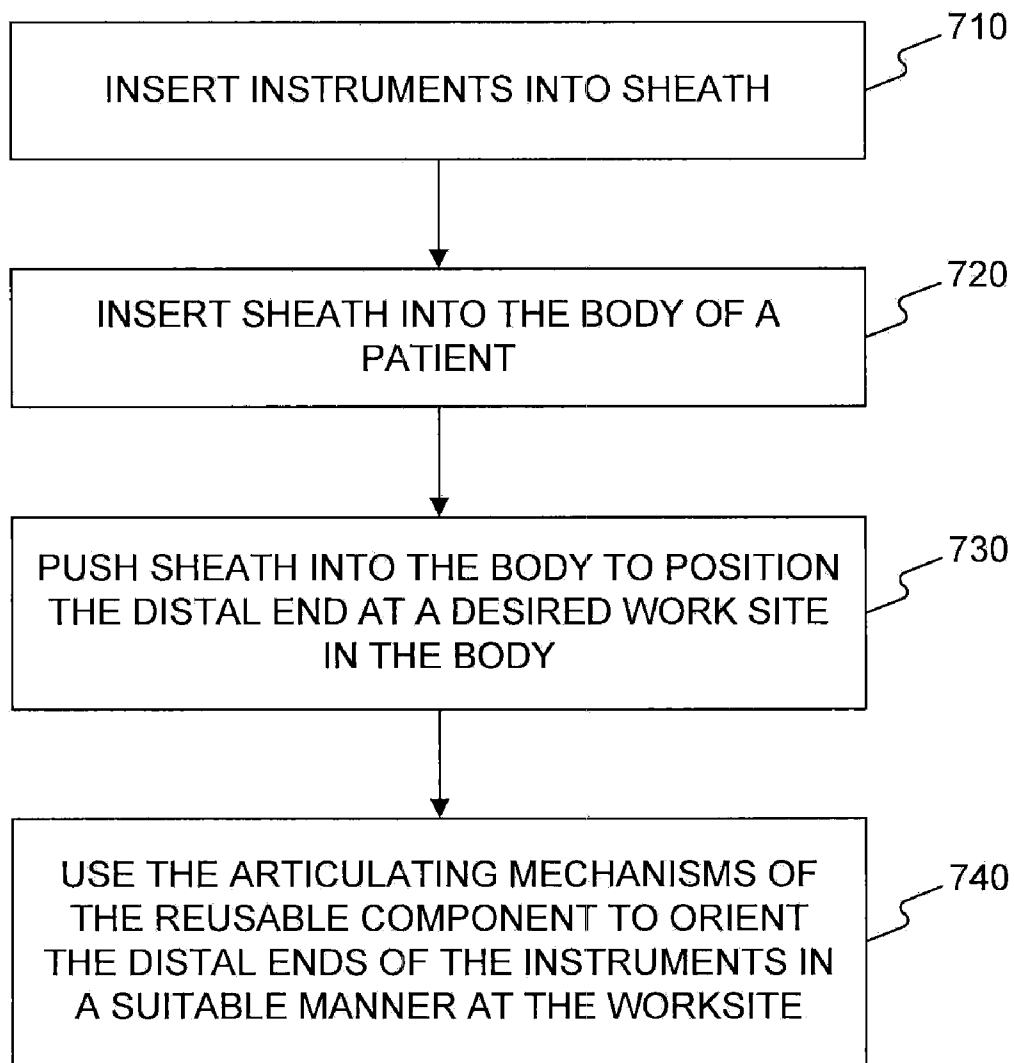 710
INSERT INSTRUMENTS INTO SHEATH
720
INSERT SHEATH INTO THE BODY OF A
PATIENT
730
PUSH SHEATH INTO THE BODY TO POSITION
THE DISTAL END AT A DESIRED WORK SITE
IN THE BODY
740
USE THE ARTICULATING MECHANISMS OF
THE REUSABLE COMPONENT TO ORIENT
THE DISTAL ENDS OF THE INSTRUMENTS IN
A SUITABLE MANNER AT THE WORKSITE